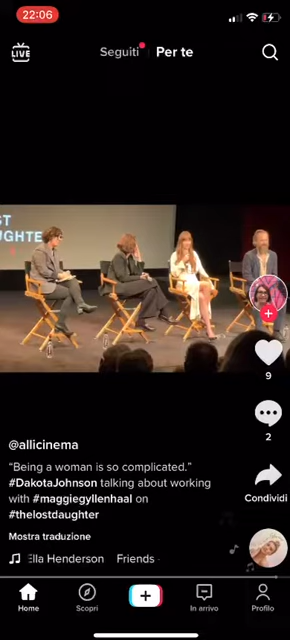 22:06
LIVE
Seguiti
Per te
ST
UGHTER
9
2
Condividi
@allicinema
“Being a woman is so complicated.”
#DakotaJohnson talking about working
with #maggiegyllenhaal on
#thelostdaughter
Mostra traduzione
Ella Henderson Friends
Home
Scopri
In arrivo
Profilo